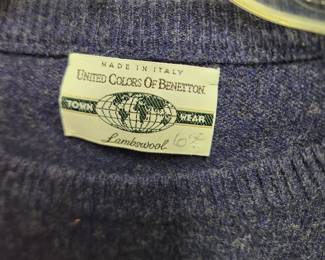 MADE IN ITALY
UNITED COLORS OF BENETTON.
TOWN WEAR
Lambswool